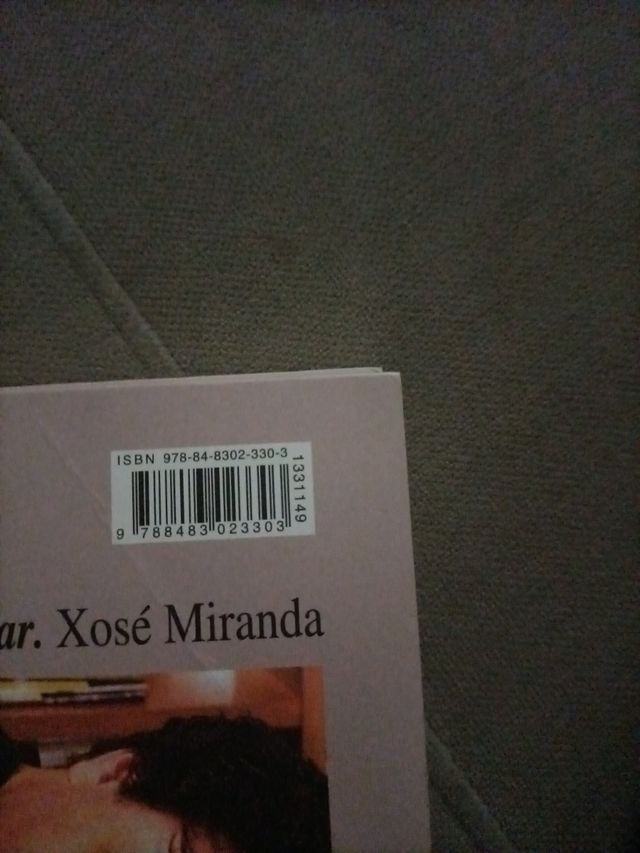 ISBN 978-84-8302-330-3
1331149
9 788483 023303
ar. Xosé Miranda